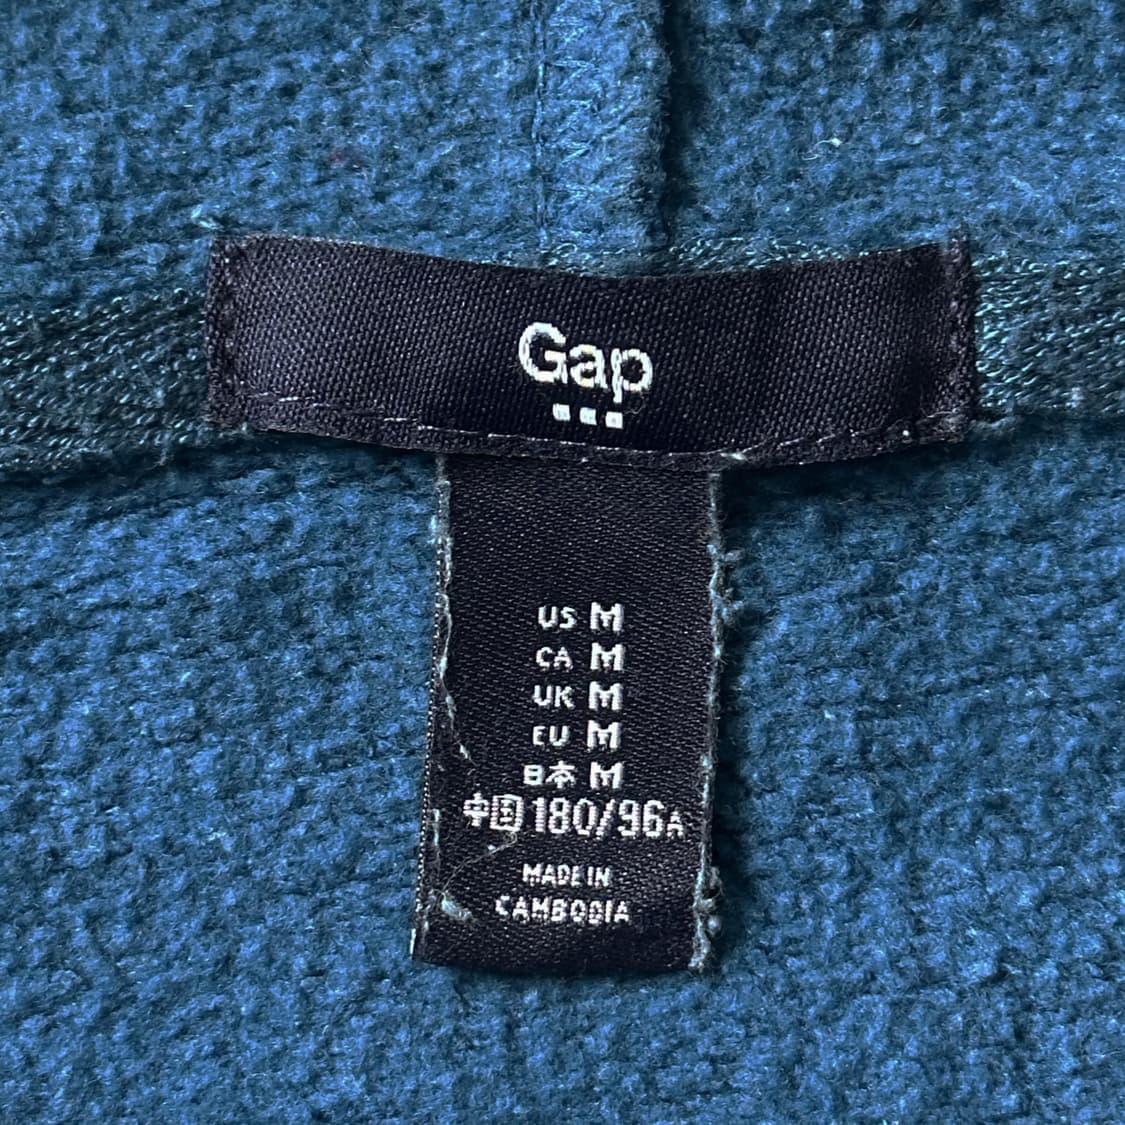 Gap
US M
CA M
UK M
EU M
日本 M
中国 180/96A
MADE IN
CAMBODIA